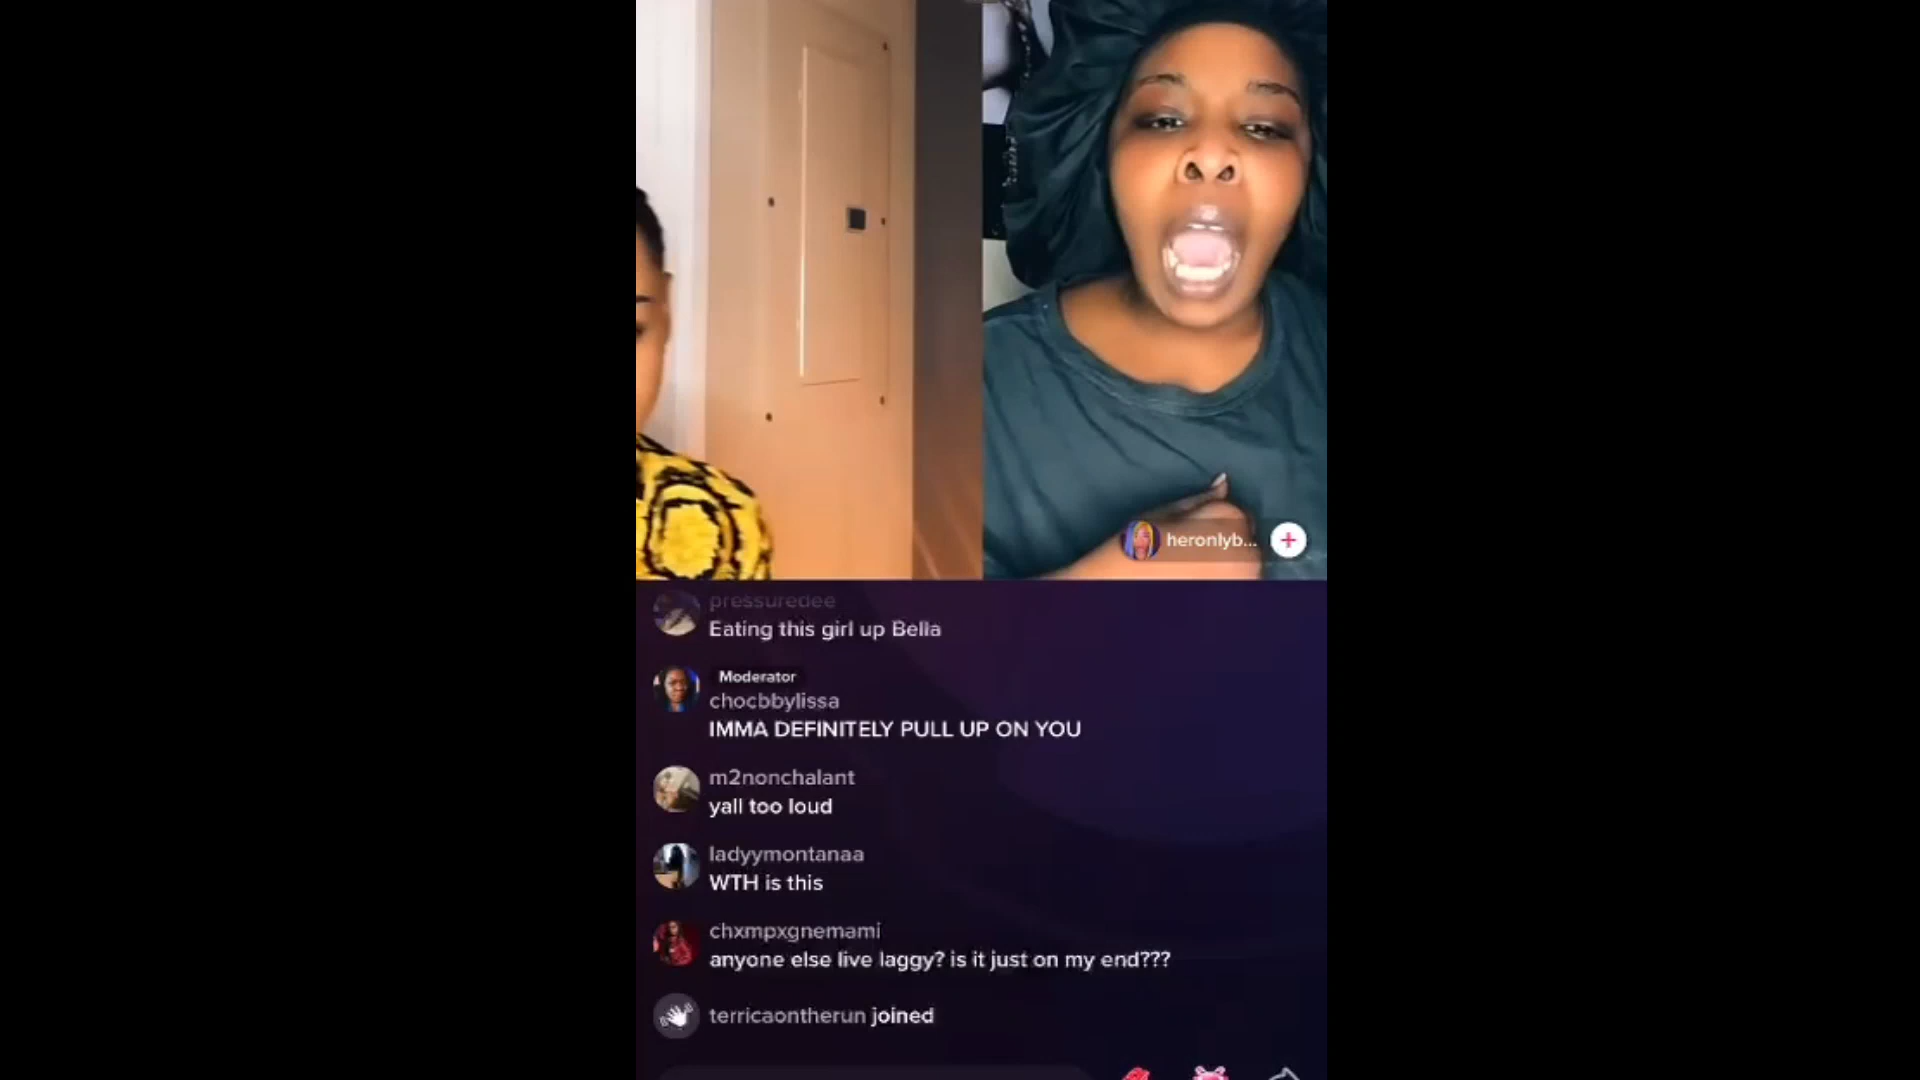 heronlyb...
pressuredee
Eating this girl up Bella
Moderator
chocbbylissa
IMMA DEFINITELY PULL UP ON YOU
m2nonchalant
yall too loud
ladyymontanaa
WTH is this
chxmpxgnemami
anyone else live laggy? is it just on my end???
terricaontherun joined